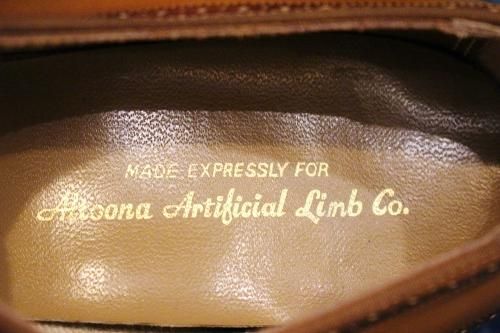 MADE EXPRESSLY FOR
Altoona Artificial Limb Co.